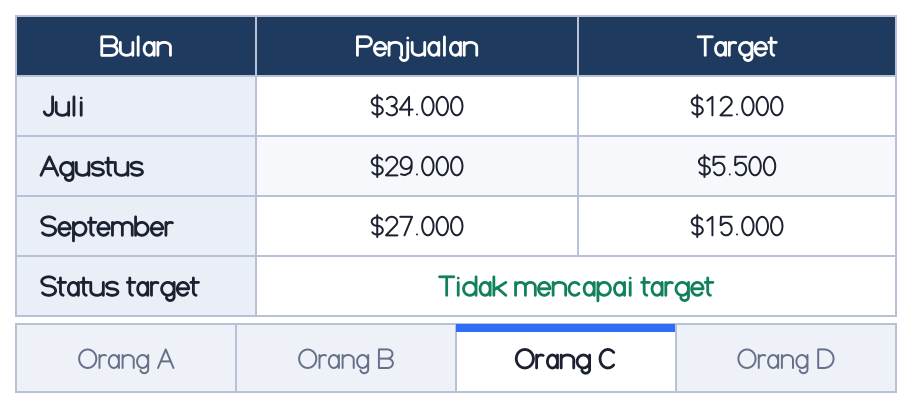 Bulan Penjualan Target
Juli $34.000 $12.000
Agustus $29.000 $5.500
September $27.000 $15.000
Status target Tidak mencapai target
Orang A Orang B Orang C Orang D